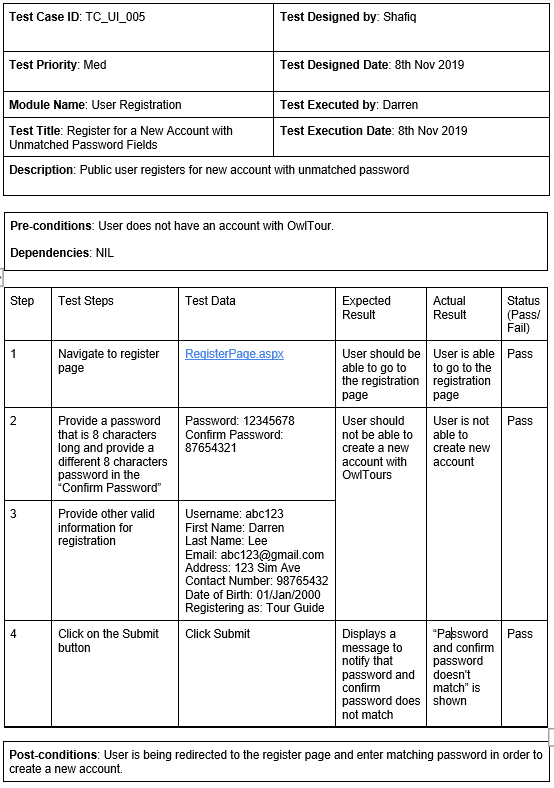 Test Case ID: TC_UI_005
Test Designed by: Shafiq
Test Priority: Med
Test Designed Date: 8th Nov 2019
Module Name: User Registration
Test Executed by: Darren
Test Title: Register for a New Account with
Unmatched Password Fields
Test Execution Date: 8th Nov 2019
Description: Public user registers for new account with unmatched password
Pre-conditions: User does not have an account with OwlTour.
Dependencies: NIL
Step
Test Steps
Test Data
Expected
Result
Actual
Result
Status
(Pass/
Fail)
1
Navigate to register
page
RegisterPage.aspx
User should be
able to go to
the registration
page
User is able
to go to the
registration
page
Pass
2
Provide a password
that is 8 characters
long and provide a
different 8 characters
password in the
“Confirm Password”
Password: 12345678
Confirm Password:
87654321
User should
not be able to
create a new
account with
OwlTours
User is not
able to
create new
account
Pass
3
Provide other valid
information for
registration
Username: abc123
First Name: Darren
Last Name: Lee
Email: abc123@gmail.com
Address: 123 Sim Ave
Contact Number: 98765432
Date of Birth: 01/Jan/2000
Registering as: Tour Guide
4
Click on the Submit
button
Click Submit
Displays a
message to
notify that
password and
confirm
password does
not match
“Password
and confirm
password
doesn't
match” is
shown
Pass
Post-conditions: User is being redirected to the register page and enter matching password in order to
create a new account.